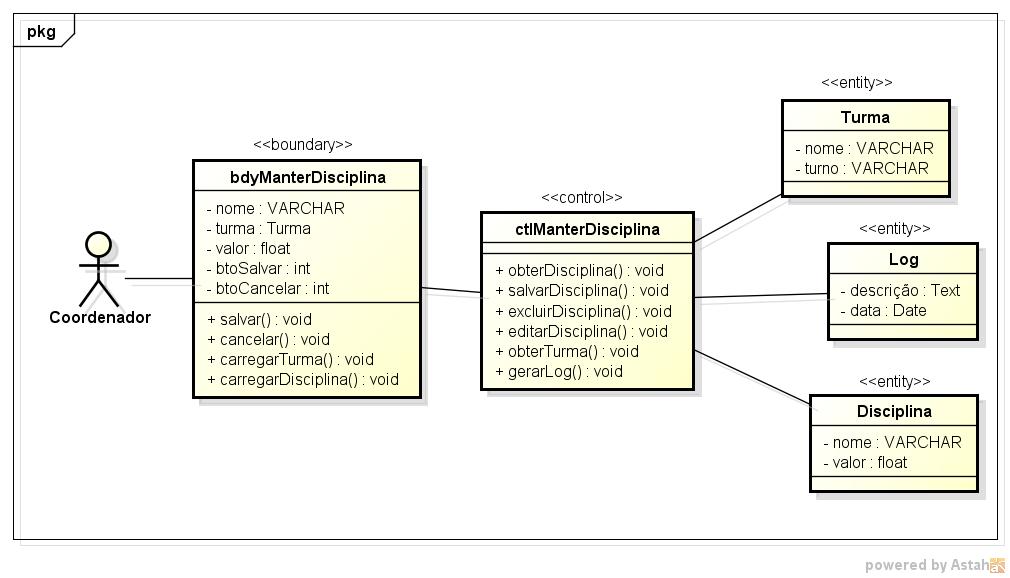 pkg
<<boundary>>
bdyManterDisciplina
- nome : VARCHAR
- turma : Turma
- valor : float
- btoSalvar : int
- btoCancelar : int
+ salvar() : void
+ cancelar() : void
+ carregarTurma() : void
+ carregarDisciplina() : void
Coordenador
<<control>>
ctlManterDisciplina
+ obterDisciplina() : void
+ salvarDisciplina() : void
+ excluirDisciplina() : void
+ editarDisciplina() : void
+ obterTurma() : void
+ gerarLog() : void
<<entity>>
Turma
- nome : VARCHAR
- turno : VARCHAR
<<entity>>
Log
- descrição : Text
- data : Date
<<entity>>
Disciplina
- nome : VARCHAR
- valor : float
powered by Astah